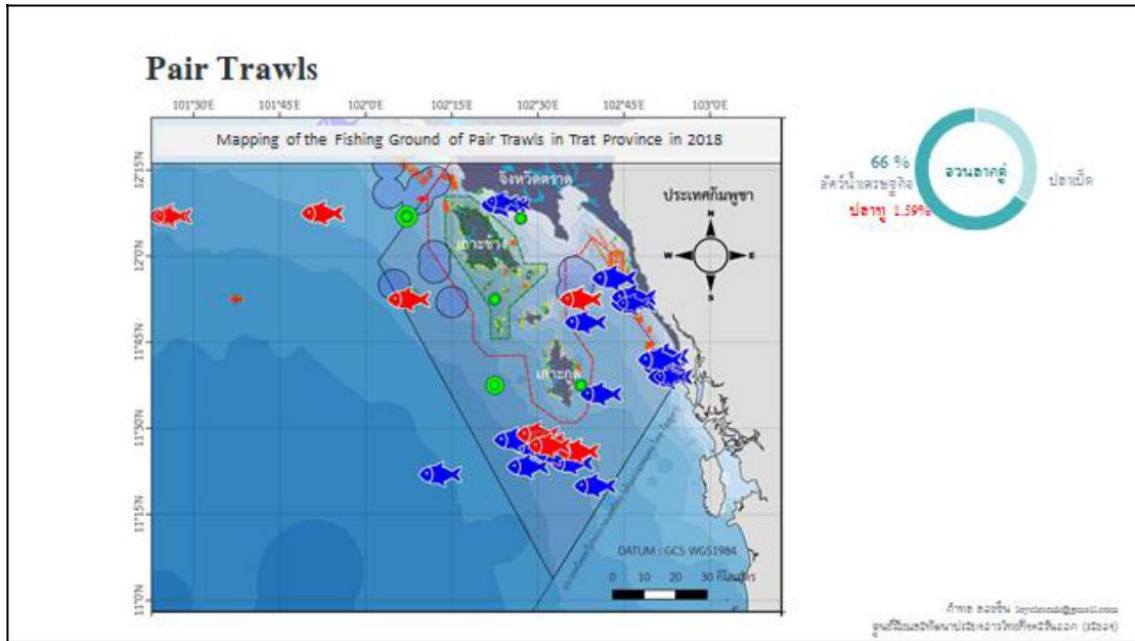 Pair Trawls
101°30'E 101°45'E 102°0'E 102°15'E 102°30'E 102°45'E 103°0'E
Mapping of the Fishing Ground of Pair Trawls in Trat Province in 2018
12°15'N
12°0'N
11°45'N
11°30'N
11°15'N
11°0'N
จังหวัดตราด
ประเทศกัมพูชา
เกาะช้าง
เกาะกูด
N
W E
S
DATUM : GCS WGS1984
0 10 20 30 กิโลเมตร
66 %
สัตว์น้ำเศรษฐกิจ
ปลาทู 1.59%
อวนลากคู่
ปลาเป็ด